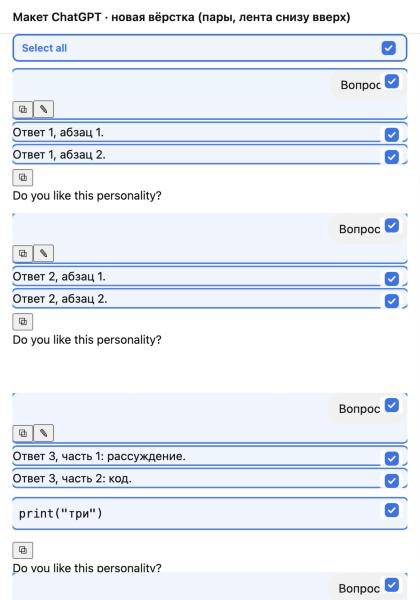 Макет ChatGPT · новая вёрстка (пары, лента снизу вверх)
Select all
Вопрос
Ответ 1, абзац 1.
Ответ 1, абзац 2.
Do you like this personality?
Вопрос
Ответ 2, абзац 1.
Ответ 2, абзац 2.
Do you like this personality?
Вопрос
Ответ 3, часть 1: рассуждение.
Ответ 3, часть 2: код.
print("три")
Do you like this personality?
Вопрос